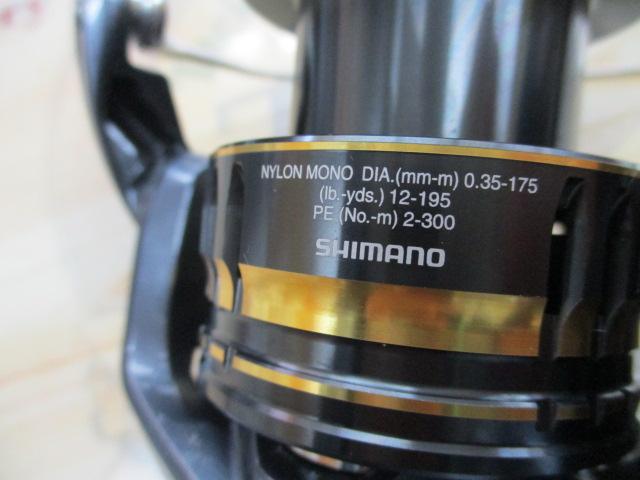 NYLON MONO DIA.(mm-m) 0.35-175
(lb.-yds.) 12-195
PE (No.-m) 2-300
SHIMANO